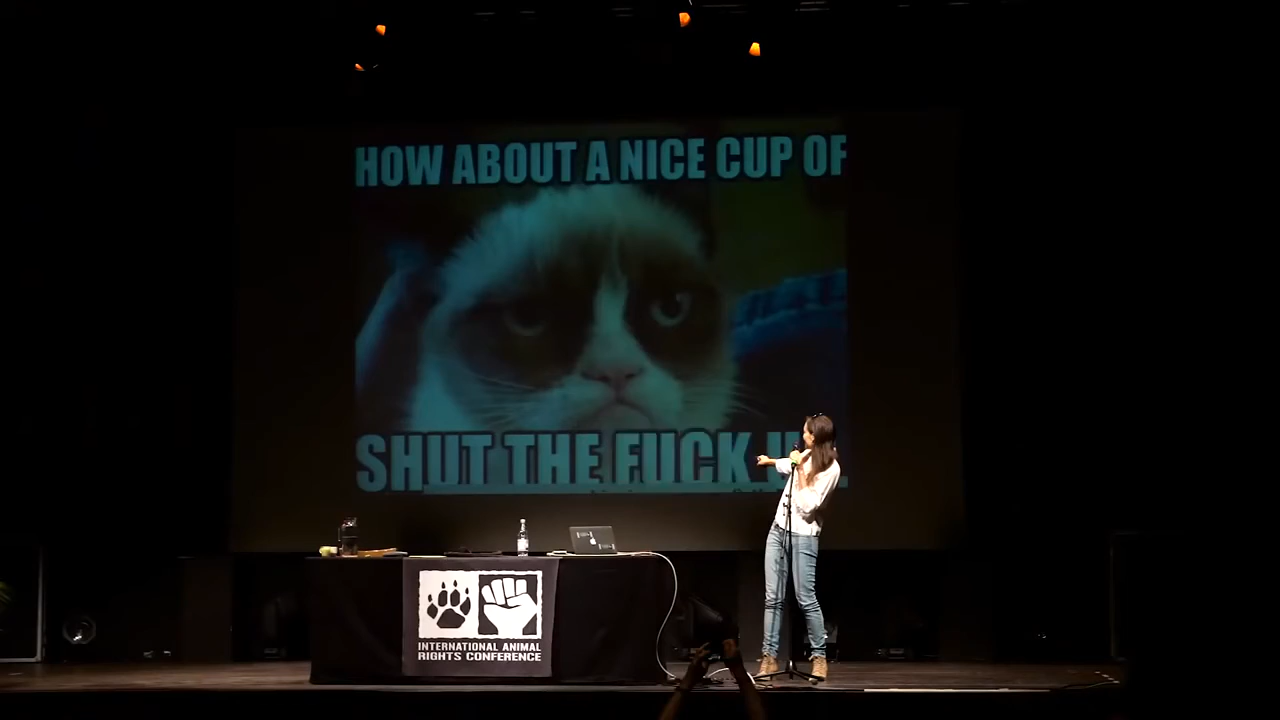 HOW ABOUT A NICE CUP OF
SHUT THE FUCK
INTERNATIONAL ANIMAL
RIGHTS CONFERENCE